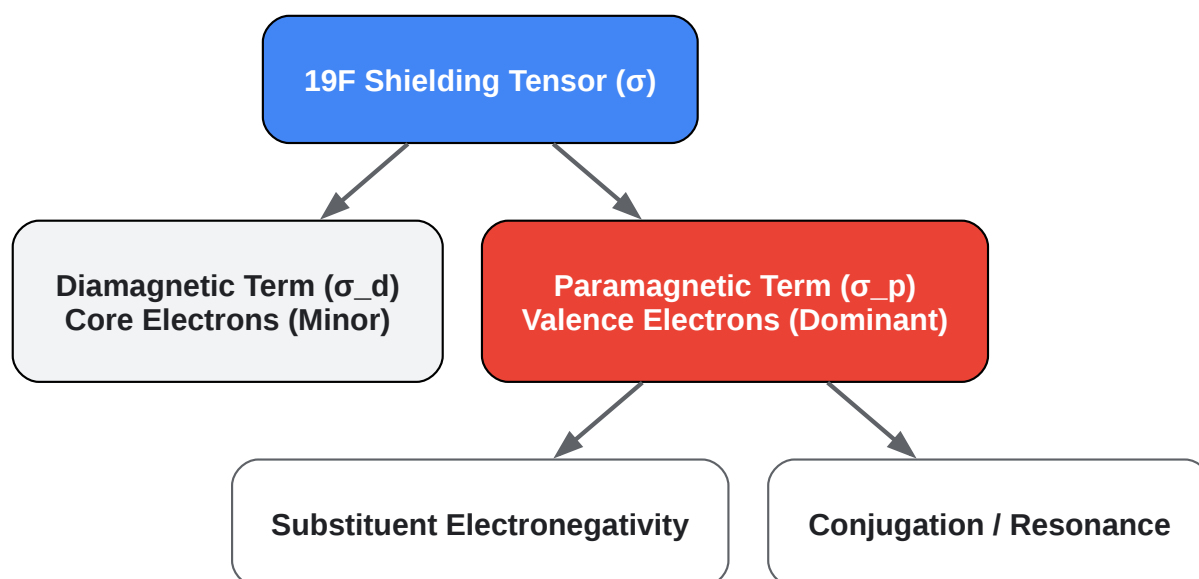 19F Shielding Tensor (σ)
Diamagnetic Term (σ_d)
Core Electrons (Minor)
Paramagnetic Term (σ_p)
Valence Electrons (Dominant)
Substituent Electronegativity
Conjugation / Resonance